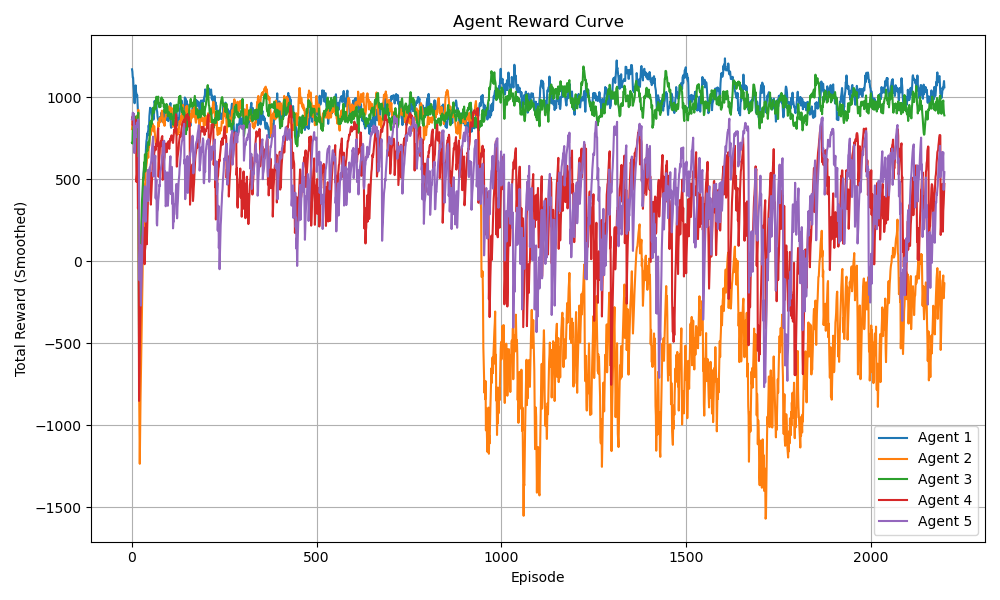 Agent Reward Curve
Total Reward (Smoothed)
1000
500
0
−500
−1000
−1500
0 500 1000 1500 2000
Episode
Agent 1
Agent 2
Agent 3
Agent 4
Agent 5